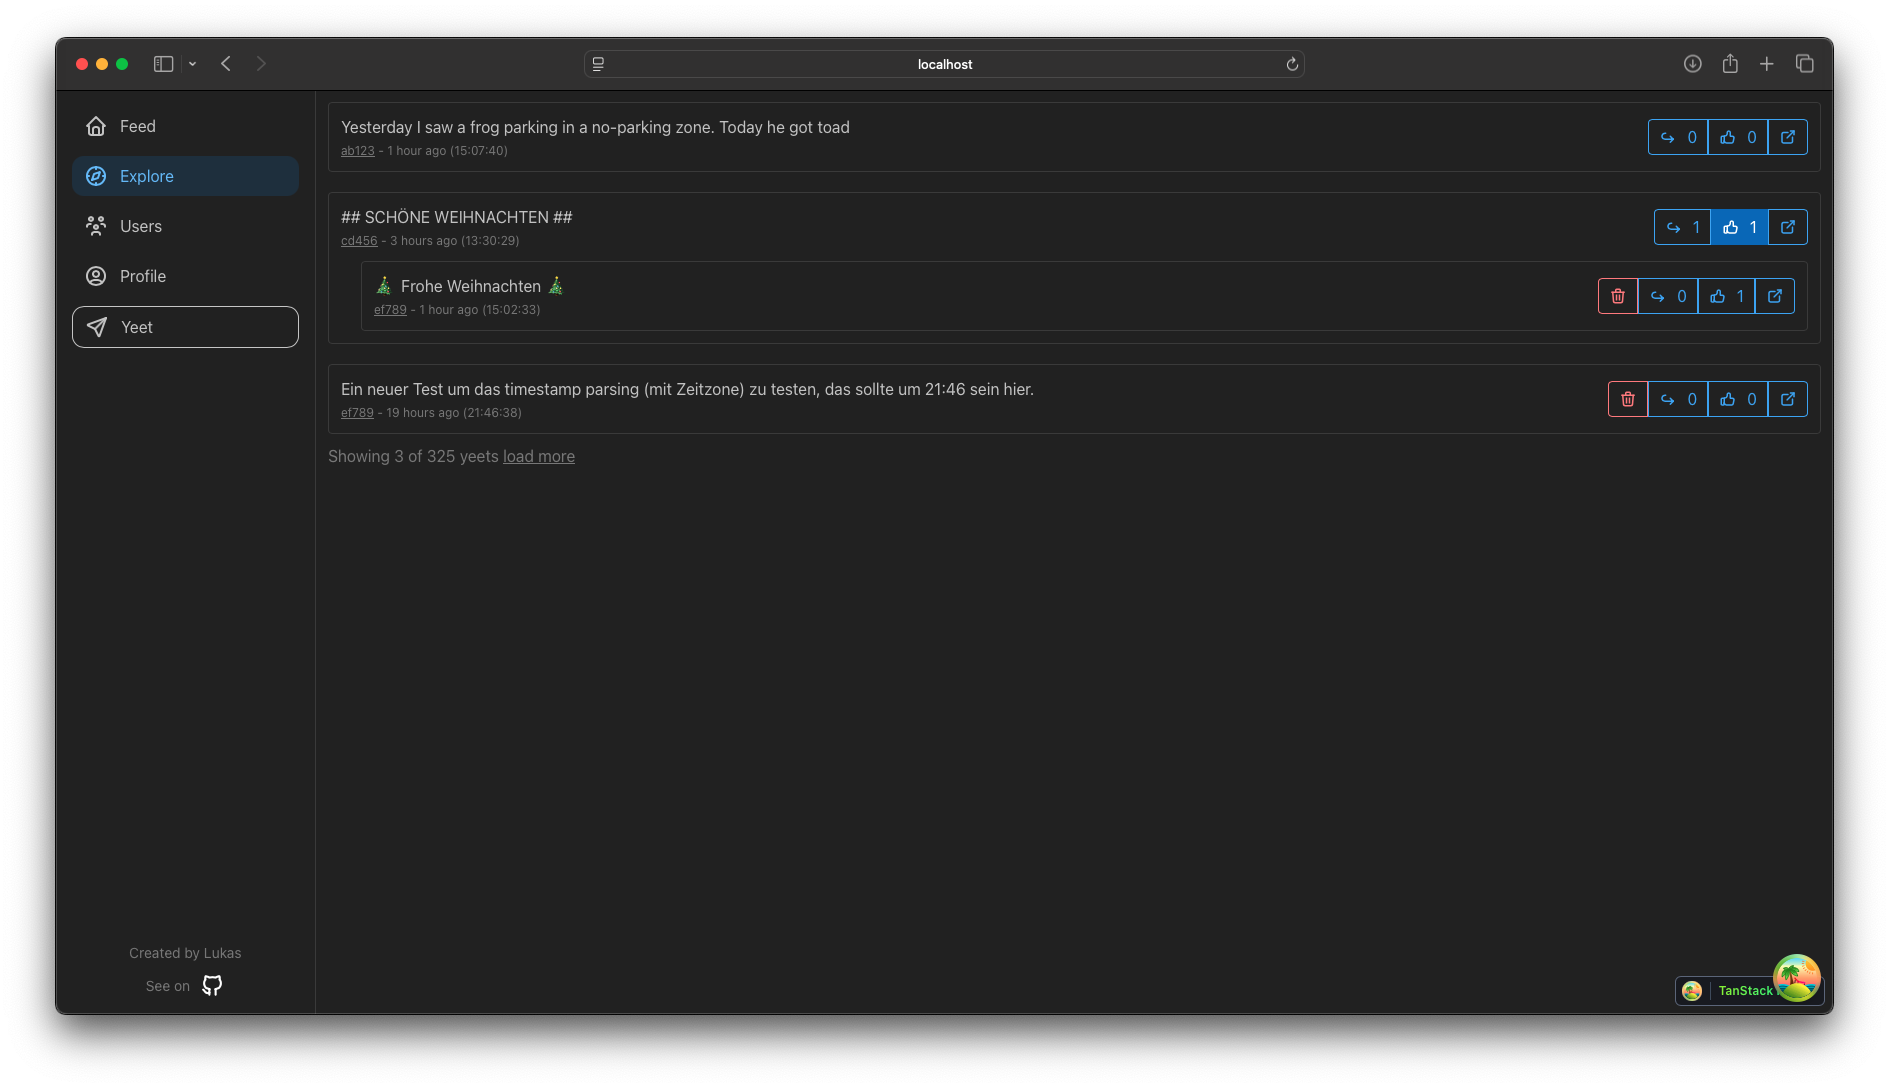 localhost
Feed
Explore
Users
Profile
Yeet
Yesterday I saw a frog parking in a no-parking zone. Today he got toad
ab123 - 1 hour ago (15:07:40)
0 0
## SCHÖNE WEIHNACHTEN ##
cd456 - 3 hours ago (13:30:29)
1 1
🎄 Frohe Weihnachten 🎄
ef789 - 1 hour ago (15:02:33)
0 1
Ein neuer Test um das timestamp parsing (mit Zeitzone) zu testen, das sollte um 21:46 sein hier.
ef789 - 19 hours ago (21:46:38)
0 0
Showing 3 of 325 yeets load more
Created by Lukas
See on
TanStack